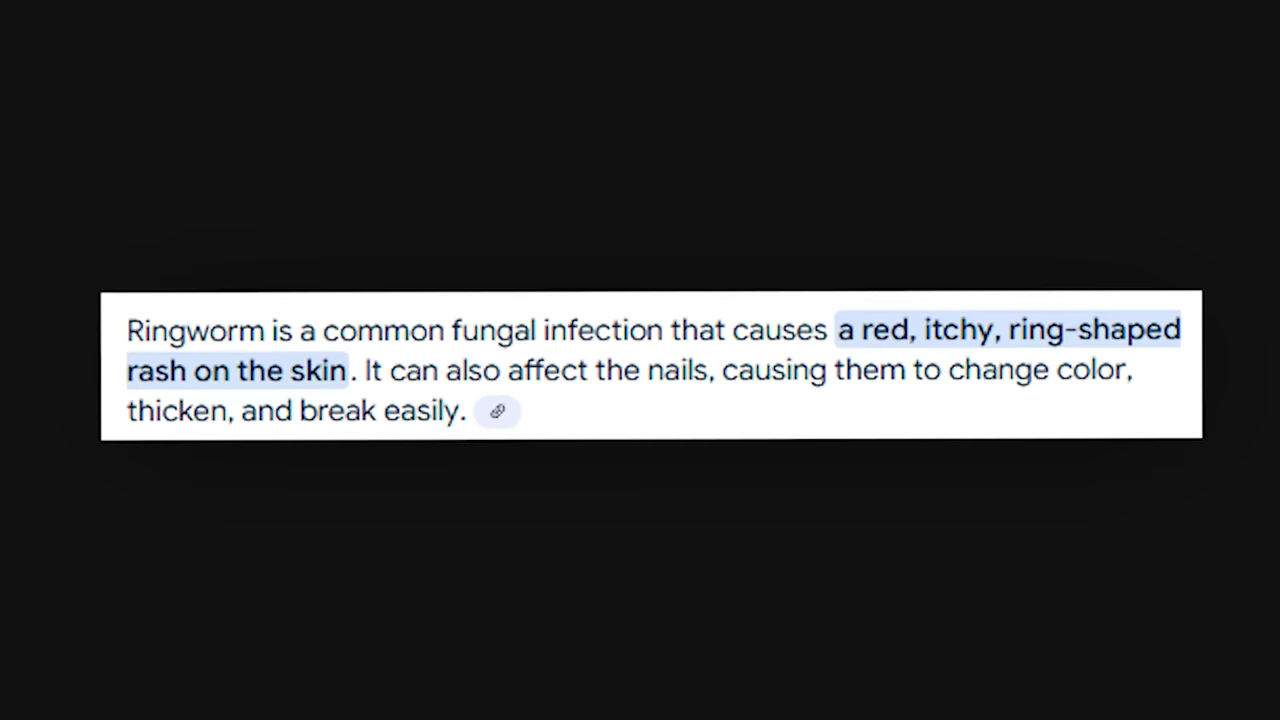 Ringworm is a common fungal infection that causes a red, itchy, ring-shaped
rash on the skin. It can also affect the nails, causing them to change color,
thicken, and break easily.